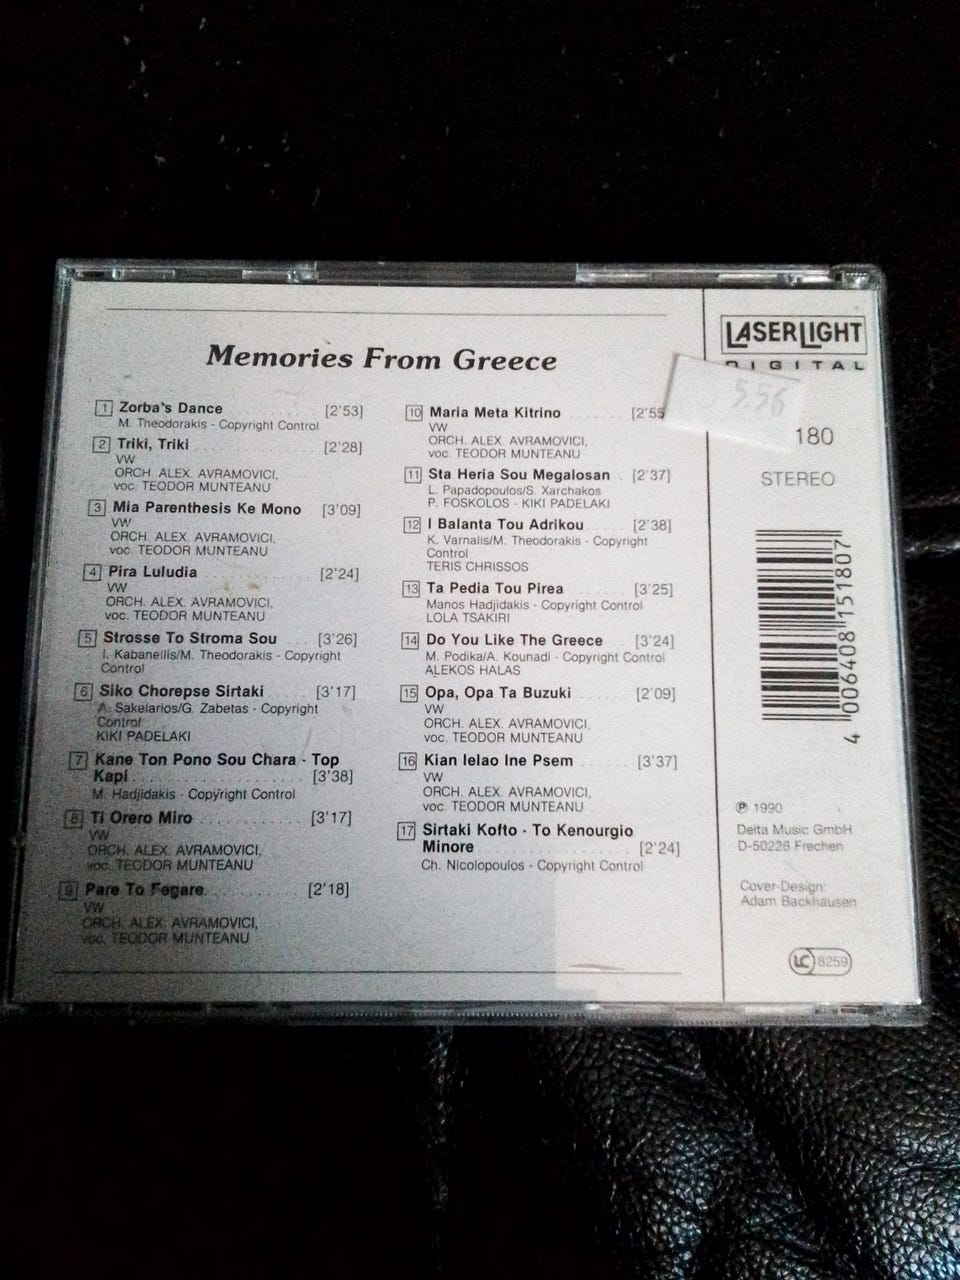 Memories From Greece
1 Zorba's Dance [2'53]
M. Theodorakis - Copyright Control
2 Triki, Triki [2'28]
VW
ORCH. ALEX. AVRAMOVICI,
voc. TEODOR MUNTEANU
3 Mia Parenthesis Ke Mono [3'09]
VW
ORCH. ALEX. AVRAMOVICI,
voc. TEODOR MUNTEANU
4 Pira Luludia [2'24]
VW
ORCH. ALEX. AVRAMOVICI,
voc. TEODOR MUNTEANU
5 Strosse To Stroma Sou [3'26]
I. Kabanellis/M. Theodorakis - Copyright
Control
6 Siko Chorepse Sirtaki [3'17]
A. Sakelarios/G. Zabetas - Copyright
Control
KIKI PADELAKI
7 Kane Ton Pono Sou Chara - Top
Kapi [3'38]
M. Hadjidakis - Copyright Control
8 Ti Orero Miro [3'17]
VW
ORCH. ALEX. AVRAMOVICI,
voc. TEODOR MUNTEANU
9 Pare To Fegare [2'18]
VW
ORCH. ALEX. AVRAMOVICI,
voc. TEODOR MUNTEANU
10 Maria Meta Kitrino [2'55
VW
ORCH. ALEX. AVRAMOVICI,
voc. TEODOR MUNTEANU
11 Sta Heria Sou Megalosan [2'37]
L. Papadopoulos/S. Xarchakos
P. FOSKOLOS - KIKI PADELAKI
12 I Balanta Tou Adrikou [2'38]
K. Varnalis/M. Theodorakis - Copyright
Control
TERIS CHRISSOS
13 Ta Pedia Tou Pirea [3'25]
Manos Hadjidakis - Copyright Control
LOLA TSAKIRI
14 Do You Like The Greece [3'24]
M. Podika/A. Kounadi - Copyright Control
ALEKOS HALAS
15 Opa, Opa Ta Buzuki [2'09]
VW
ORCH. ALEX. AVRAMOVICI,
voc. TEODOR MUNTEANU
16 Kian Ielao Ine Psem [3'37]
VW
ORCH. ALEX. AVRAMOVICI,
voc. TEODOR MUNTEANU
17 Sirtaki Kofto - To Kenourgio
Minore [2'24]
Ch. Nicolopoulos - Copyright Control
LASERLIGHT
DIGITAL
5.56
180
STEREO
4 006408 151807
℗ 1990
Delta Music GmbH
D-50226 Frechen
Cover-Design:
Adam Backhausen
LC 8259